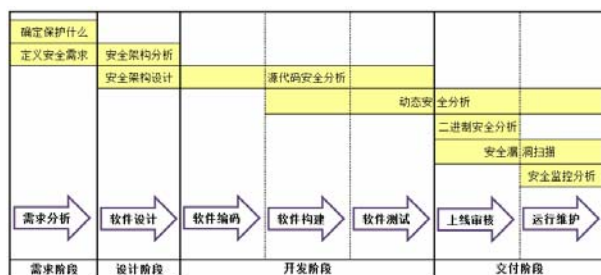 确定保护什么
定义安全需求 安全架构分析
安全架构设计 源代码安全分析
动态安全分析
二进制安全分析
安全漏洞扫描
安全监控分析
需求分析 软件设计 软件编码 软件构建 软件测试 上线审核 运行维护
需求阶段 设计阶段 开发阶段 交付阶段